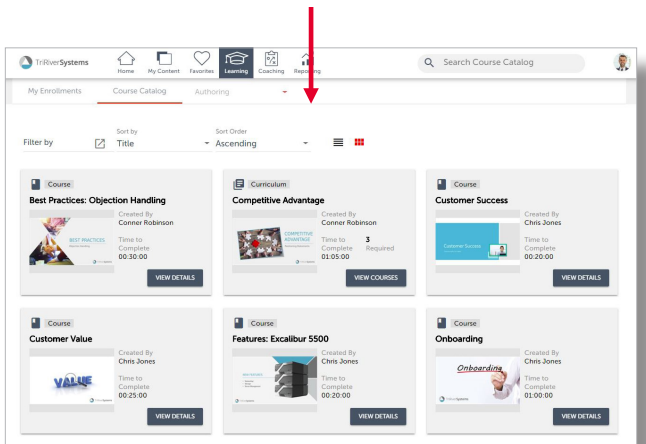 TriRiverSystems
Home My Content Favorites Learning Coaching Reporting
Search Course Catalog
My Enrollments Course Catalog Authoring
Filter by
Sort by
Title
Sort Order
Ascending
Course
Best Practices: Objection Handling
BEST PRACTICES
Created By
Conner Robinson
Time to
Complete
00:30:00
VIEW DETAILS
Curriculum
Competitive Advantage
COMPETITIVE
ADVANTAGE
Created By
Conner Robinson
Time to
Complete
01:05:00
3
Required
VIEW COURSES
Course
Customer Success
Customer Success
Created By
Chris Jones
Time to
Complete
00:20:00
VIEW DETAILS
Course
Customer Value
VALUE
Created By
Chris Jones
Time to
Complete
00:25:00
VIEW DETAILS
Course
Features: Excalibur 5500
Created By
Chris Jones
Time to
Complete
00:20:00
VIEW DETAILS
Course
Onboarding
Onboarding
Created By
Chris Jones
Time to
Complete
01:00:00
VIEW DETAILS